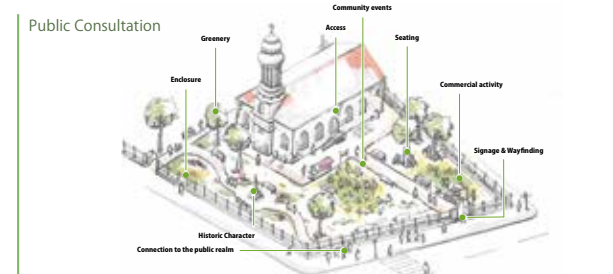 Public Consultation
Community events
Access
Greenery
Seating
Enclosure
Commercial activity
Signage & Wayfinding
Historic Character
Connection to the public realm